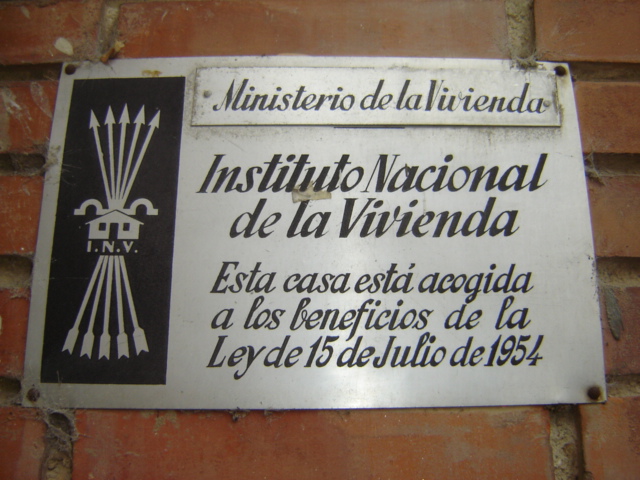 Ministerio de la Vivienda
Instituto Nacional
de la Vivienda
I.N.V.
Esta casa está acogida
a los beneficios de la
Ley de 15 de Julio de 1954